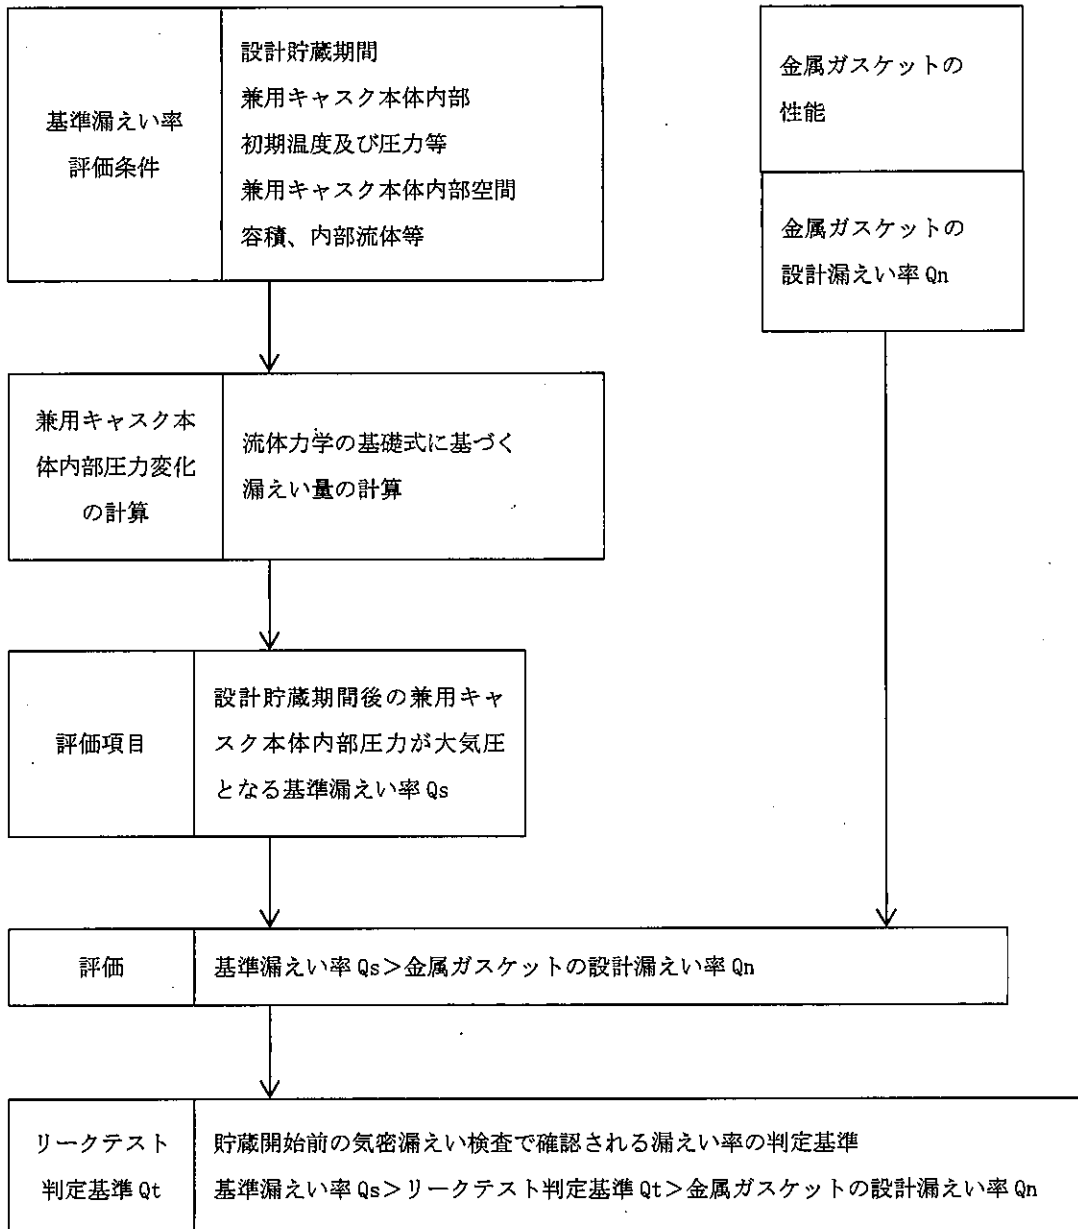 基準漏えい率
評価条件
設計貯蔵期間
兼用キャスク本体内部
初期温度及び圧力等
兼用キャスク本体内部空間
容積、内部流体等
金属ガスケットの
性能
金属ガスケットの
設計漏えい率 Qn
兼用キャスク本
体内部圧力変化
の計算
流体力学の基礎式に基づく
漏えい量の計算
評価項目
設計貯蔵期間後の兼用キャ
スク本体内部圧力が大気圧
となる基準漏えい率 Qs
評価
基準漏えい率 Qs＞金属ガスケットの設計漏えい率 Qn
リークテスト
判定基準 Qt
貯蔵開始前の気密漏えい検査で確認される漏えい率の判定基準
基準漏えい率 Qs＞リークテスト判定基準 Qt＞金属ガスケットの設計漏えい率 Qn